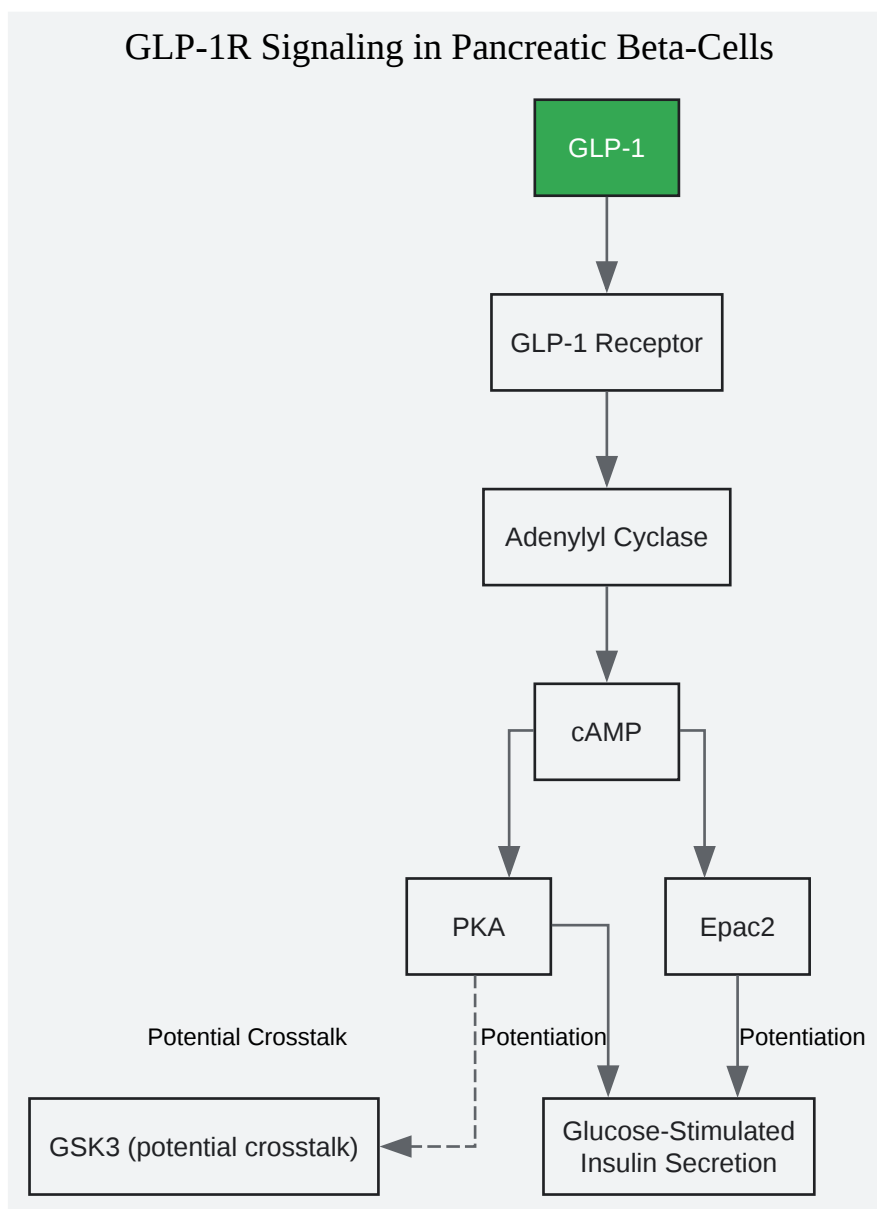 GLP-1R Signaling in Pancreatic Beta-Cells
GLP-1
GLP-1 Receptor
Adenylyl Cyclase
cAMP
PKA
Epac2
Potential Crosstalk
Potentiation
Potentiation
GSK3 (potential crosstalk)
Glucose-Stimulated
Insulin Secretion